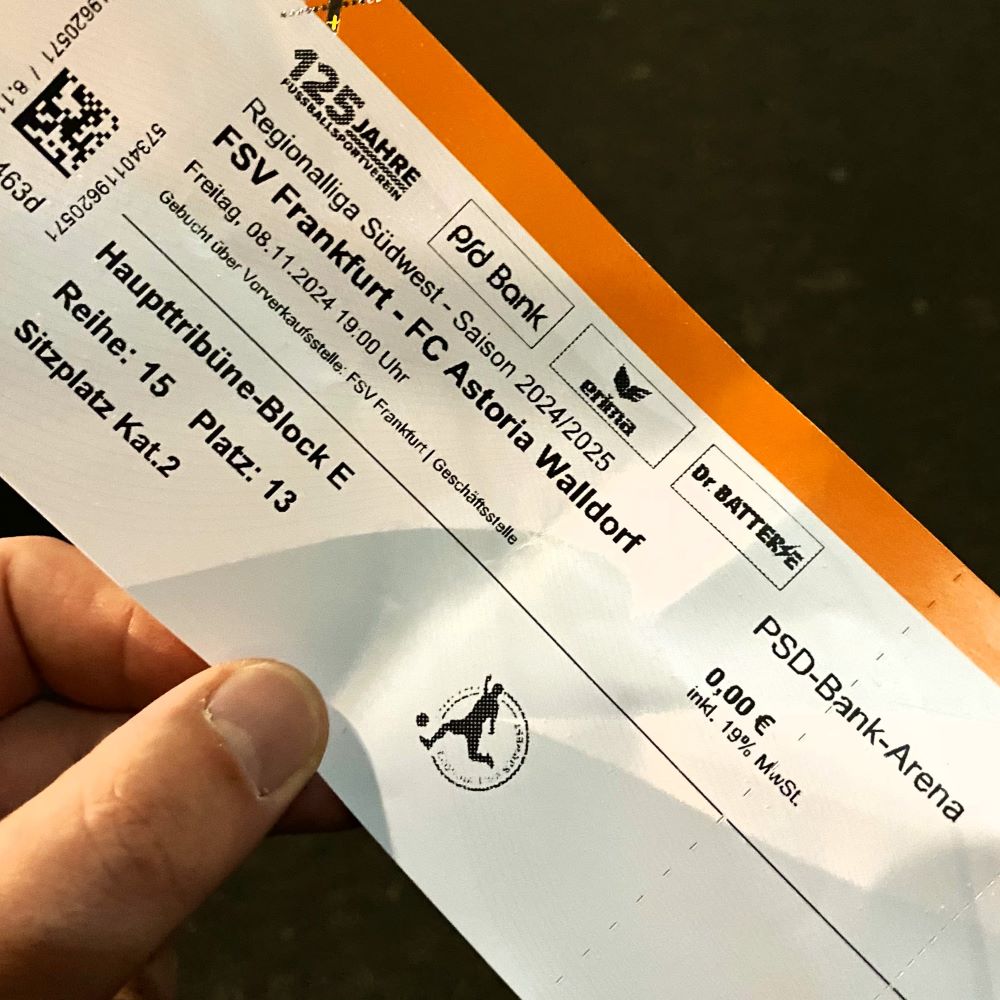 125 JAHRE
FUSSBALLSPORTVEREIN
Regionalliga Südwest - Saison 2024/2025
FSV Frankfurt - FC Astoria Walldorf
Freitag, 08.11.2024 19:00 Uhr
Gebucht über Vorverkaufsstelle: FSV Frankfurt | Geschäftsstelle
Haupttribüne-Block E
Reihe: 15 Platz: 13
Sitzplatz Kat.2
psd Bank
erima
Dr. BATTERIE
PSD-Bank-Arena
0,00 €
inkl. 19% MwSt.
57340119620571
463d